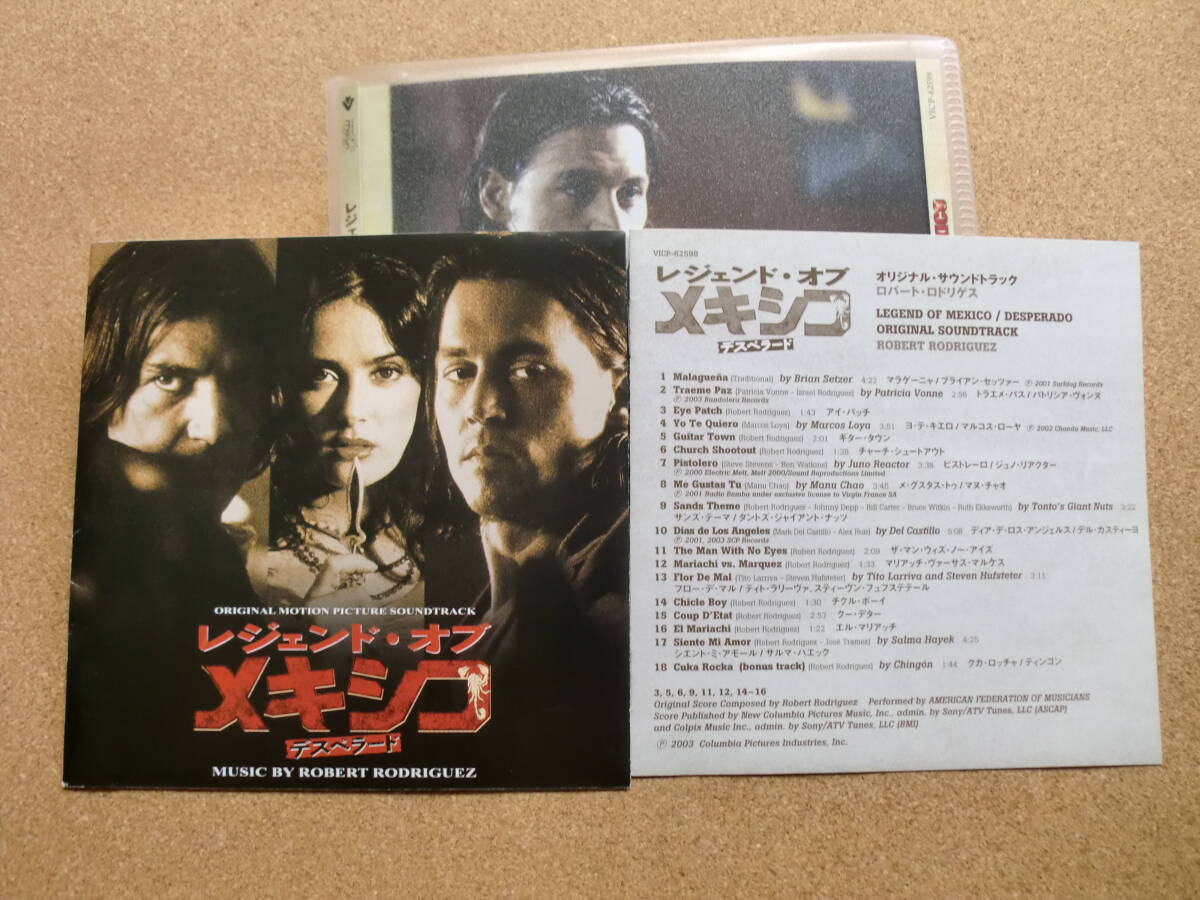 VICP-62598
レジェ
ORIGINAL MOTION PICTURE SOUNDTRACK
レジェンド・オブ
メキシコ
デスペラード
MUSIC BY ROBERT RODRIGUEZ
VICP-62598
レジェンド・オブ
メキシコ
デスペラード
オリジナル・サウンドトラック
ロバート・ロドリゲス
LEGEND OF MEXICO / DESPERADO
ORIGINAL SOUNDTRACK
ROBERT RODRIGUEZ
1 Malagueña (Traditional) by Brian Setzer 4:22 マラゲーニャ/ブライアン・セッツァー Ⓟ 2001 Surfdog Records
2 Traeme Paz (Patricia Vonne - Israel Rodriguez) by Patricia Vonne 2:56 トラエメ・パス/パトリシア・ヴォンヌ
Ⓟ 2003 Bandolera Records
3 Eye Patch (Robert Rodriguez) 1:43 アイ・パッチ
4 Yo Te Quiero (Marcos Loya) by Marcos Loya 3:51 ヨ・テ・キエロ/マルコス・ローヤ Ⓟ 2002 Chanda Music, LLC
5 Guitar Town (Robert Rodriguez) 2:01 ギター・タウン
6 Church Shootout (Robert Rodriguez) 1:38 チャーチ・シュートアウト
7 Pistolero (Steve Stevens - Ben Watkins) by Juno Reactor 3:38 ピストレーロ/ジュノ・リアクター
Ⓟ 2000 Electric Melt, Melt 2000/Sound Reproductions Limited
8 Me Gustas Tu (Manu Chao) by Manu Chao 3:45 メ・グスタス・トゥ/マヌ・チャオ
Ⓟ 2001 Radio Bamba under exclusive license to Virgin France SA
9 Sands Theme (Robert Rodriguez - Johnny Depp - Bill Carter - Bruce Witkin - Ruth Ekkeworth) by Tonto's Giant Nuts 3:22
サンズ・テーマ/タントズ・ジャイアント・ナッツ
10 Dias de Los Angeles (Mark Del Castillo - Alex Ruiz) by Del Castillo 5:08 ディア・デ・ロス・アンジェルス/デル・カスティーヨ
Ⓟ 2001, 2003 SCP Records
11 The Man With No Eyes (Robert Rodriguez) 2:09 ザ・マン・ウィズ・ノー・アイズ
12 Mariachi vs. Marquez (Robert Rodriguez) 1:33 マリアッチ・ヴァーサス・マルケス
13 Flor De Mal (Tito Larriva - Steven Hufsteter) by Tito Larriva and Steven Hufsteter 3:11
フロー・デ・マル/ティト・ラリーヴァ、スティーヴン・フュフステテール
14 Chicle Boy (Robert Rodriguez) 1:30 チクル・ボーイ
15 Coup D'Etat (Robert Rodriguez) 2:57 クー・デター
16 El Mariachi (Robert Rodriguez) 1:22 エル・マリアッチ
17 Siente Mi Amor (Robert Rodriguez - José Tramez) by Salma Hayek 4:25
シエント・ミ・アモール/サルマ・ハエック
18 Cuka Rocka (bonus track) (Robert Rodriguez) by Chingón 1:44 クカ・ロッチャ/ティンゴン
3, 5, 6, 9, 11, 12, 14-16
Original Score Composed by Robert Rodriguez Performed by AMERICAN FEDERATION OF MUSICIANS
Score Published by New Columbia Pictures Music, Inc., admin. by Sony/ATV Tunes, LLC (ASCAP)
and Colpix Music Inc., admin. by Sony/ATV Tunes, LLC (BMI)
Ⓟ 2003 Columbia Pictures Industries, Inc.